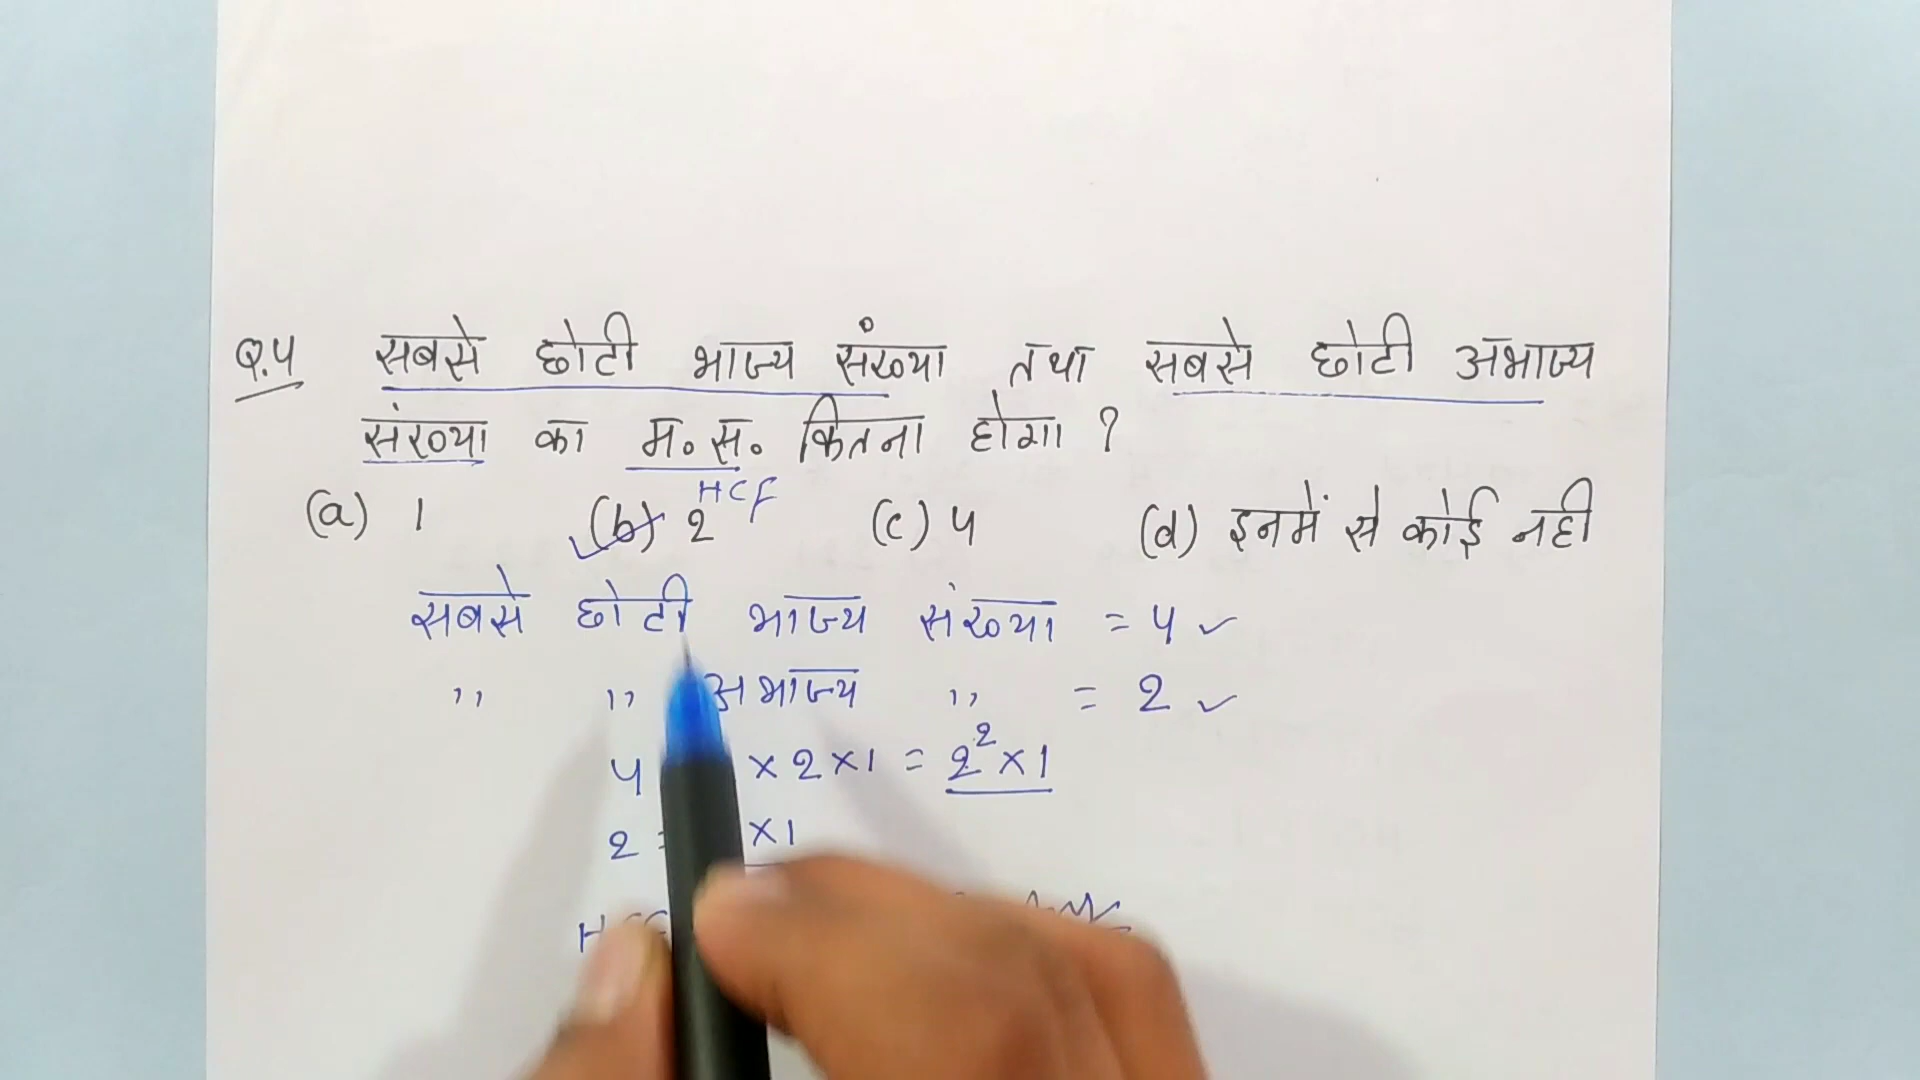 Q.4 सबसे छोटी भाज्य संख्या तथा सबसे छोटी अभाज्य
संख्या का म.स. कितना होगा ?
HCF
(a) 1 (b) 2 (c) 4 (d) इनमें से कोई नही
सबसे छोटी भाज्य संख्या = 4 ✓
,, ,, अभाज्य ,, = 2 ✓
4 × 2 × 1 = 2² × 1
2 = × 1